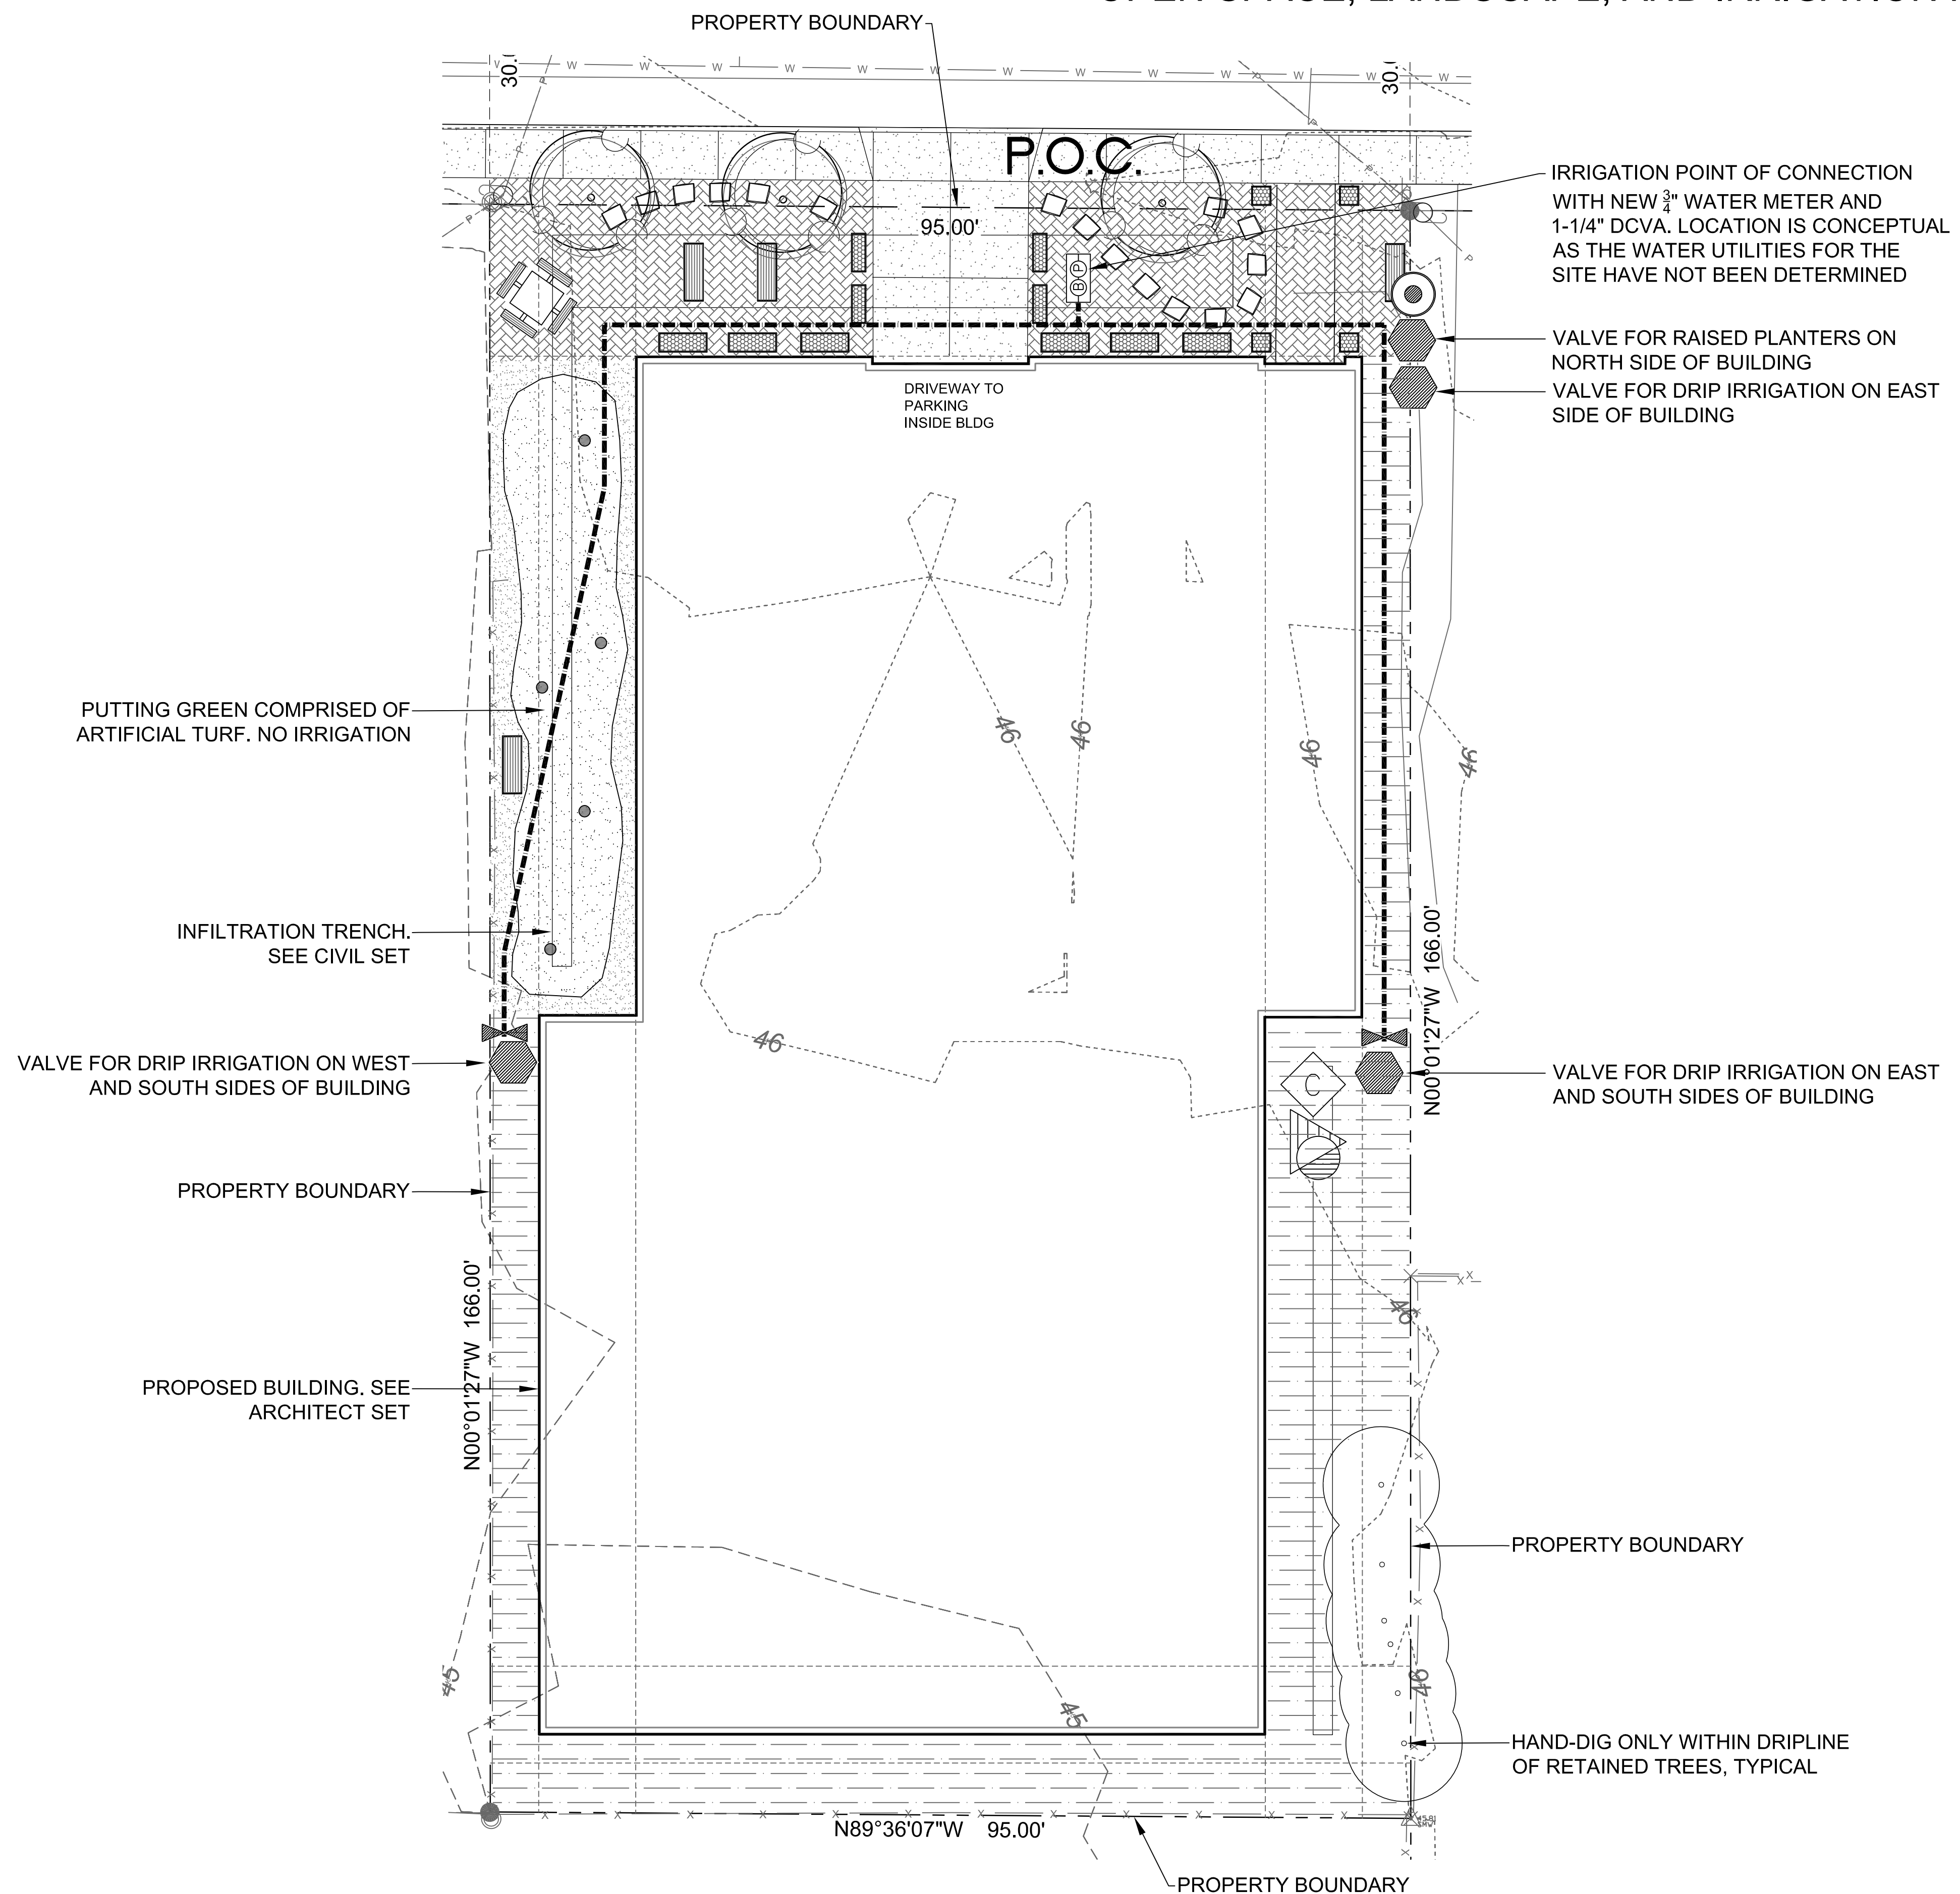 PROPERTY BOUNDARY
P.O.C.
95.00'
IRRIGATION POINT OF CONNECTION
WITH NEW 3/4" WATER METER AND
1-1/4" DCVA. LOCATION IS CONCEPTUAL
AS THE WATER UTILITIES FOR THE
SITE HAVE NOT BEEN DETERMINED
B P
VALVE FOR RAISED PLANTERS ON
NORTH SIDE OF BUILDING
VALVE FOR DRIP IRRIGATION ON EAST
SIDE OF BUILDING
DRIVEWAY TO
PARKING
INSIDE BLDG
PUTTING GREEN COMPRISED OF
ARTIFICIAL TURF. NO IRRIGATION
46
46
46
46
INFILTRATION TRENCH.
SEE CIVIL SET
N00°01'27"W 166.00'
46
VALVE FOR DRIP IRRIGATION ON WEST
AND SOUTH SIDES OF BUILDING
C
VALVE FOR DRIP IRRIGATION ON EAST
AND SOUTH SIDES OF BUILDING
PROPERTY BOUNDARY
N00°01'27"W 166.00'
46
PROPOSED BUILDING. SEE
ARCHITECT SET
PROPERTY BOUNDARY
45
45
46
HAND-DIG ONLY WITHIN DRIPLINE
OF RETAINED TREES, TYPICAL
N89°36'07"W 95.00'
PROPERTY BOUNDARY